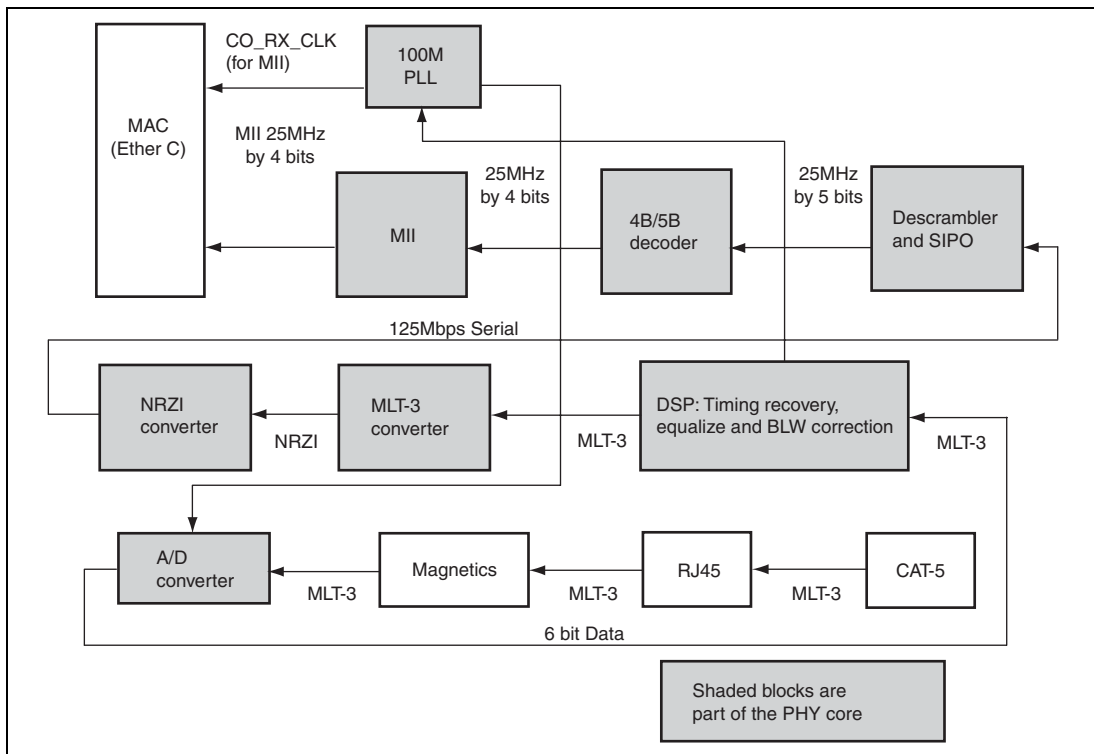 CO_RX_CLK
(for MII)
100M
PLL
MAC
(Ether C)
MII 25MHz
by 4 bits
25MHz
by 4 bits
25MHz
by 5 bits
MII
4B/5B
decoder
Descrambler
and SIPO
125Mbps Serial
NRZI
converter
NRZI
MLT-3
converter
MLT-3
DSP: Timing recovery,
equalize and BLW correction
MLT-3
A/D
converter
MLT-3
Magnetics
MLT-3
RJ45
MLT-3
CAT-5
6 bit Data
Shaded blocks are
part of the PHY core